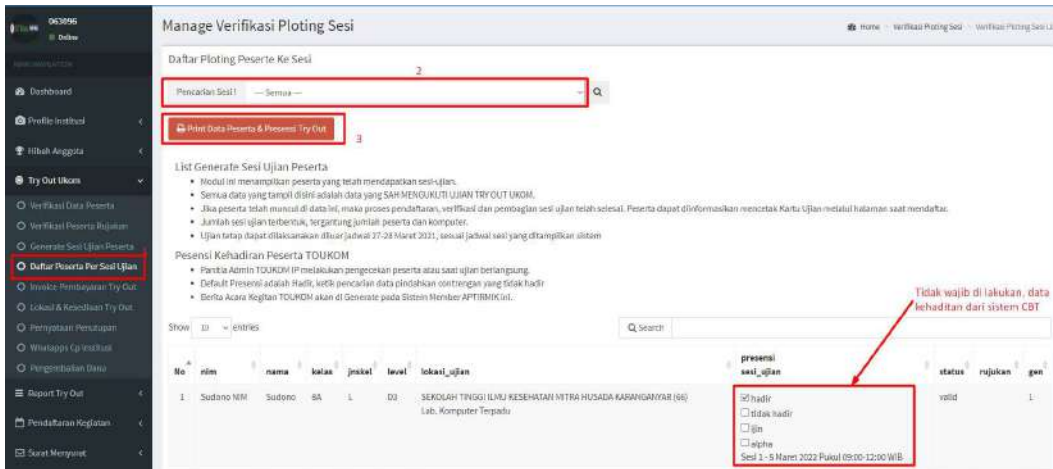 063096
Online
Manage Verifikasi Ploting Sesi
Home
Verifikasi Ploting Sesi
Daftar Ploting Peserte Ke Sesi
2
Pencarian Sesi !
--- Semua ---
Print Data Peserta & Presensi Try Out
3
Dashboard
Profile Institusi
Hibah Anggota
Try Out Ukom
Verifikasi Data Peserta
Verifikasi Peserta Rujukan
Generate Sesi Ujian Peserta
Daftar Peserta Per Sesi Ujian
Invoice Pembayaran Try Out
Lokasi & Kesediaan Try Out
Pernyataan Penutupan
Whatapps Cp Institusi
Pengembalian Dana
Report Try Out
Pendaftaran Kegiatan
Surat Menyurat
List Generate Sesi Ujian Peserta
Modul ini menampilkan peserta yang telah mendapatkan sesi-ujian.
Semua data yang tampil disini adalah data yang SAH MENGIKUTI UJIAN TRY OUT UKOM.
Jika peserta telah muncul di data ini, maka proses pendaftaran, verifikasi dan pembagian sesi ujian telah selesai. Peserta dapat diinformasikan mencetak Kartu Ujian melalui halaman saat mendaftar.
Jumlah sesi ujian terbentuk, tergantung jumlah peserta dan komputer.
Ujian tetap dapat dilaksanakan diluar jadwal 27-28 Maret 2021, sesuai jadwal sesi yang ditampilkan sistem
Pesensi Kehadiran Peserta TOUKOM
Panitia Admin TOUKOM IP melakukan pengecekan peserta atau saat ujian berlangsung.
Default Presensi adalah Hadir, ketik pencarian data pindahkan contrengan yang tidak hadir
Berita Acara Kegitan TOUKOM akan di Generate pada Sistem Member APTIRMIK ini.
Tidak wajib di lakukan, data
kehaditan dari sistem CBT
Show 10 entries
Search
No nim nama kelas jnskel level lokasi_ujian presensi sesi_ujian status rujukan gen
1 Sudono NIM Sudono 6A L D3 SEKOLAH TINGGI ILMU KESEHATAN MITRA HUSADA KARANGANYAR (66)
Lab. Komputer Terpadu
hadir
tidak hadir
ijin
alpha
Sesi 1 - 5 Maret 2022 Pukul 09:00-12:00 WIB
valid
1